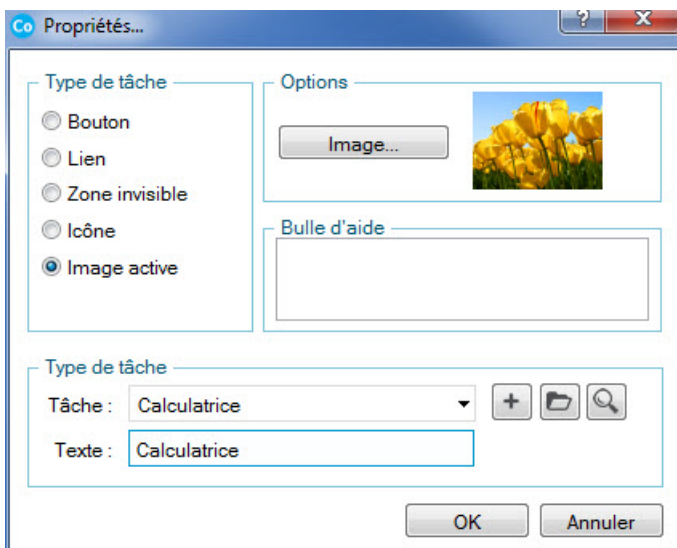 Co Propriétés...
?
X
Type de tâche
Bouton
Lien
Zone invisible
Icône
Image active
Options
Image...
Bulle d'aide
Type de tâche
Tâche : Calculatrice
Texte : Calculatrice
OK Annuler